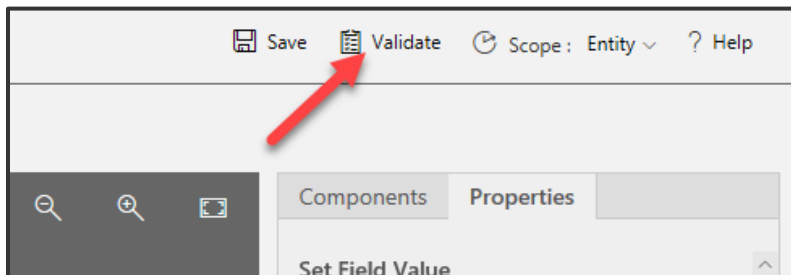 Save Validate Scope : Entity ? Help
Components Properties
Set Field Value